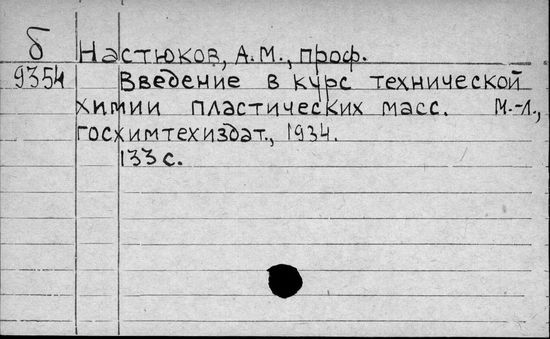 б
9354
Настюков, А.М., проф.
Введение в курс технической
химии пластических масс. М.-Л.,
госхимтехиздат., 1934.
133 с.